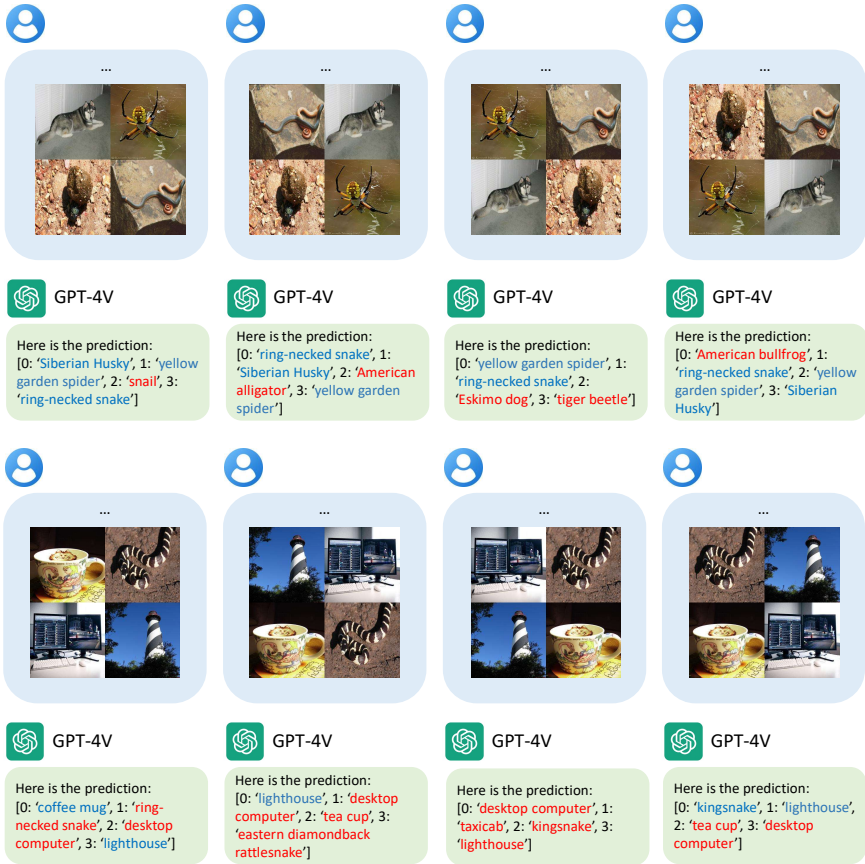 ...
...
...
...
GPT-4V
GPT-4V
GPT-4V
GPT-4V
Here is the prediction:
[0: ‘Siberian Husky’, 1: ‘yellow
garden spider’, 2: ‘snail’, 3:
‘ring-necked snake’]
Here is the prediction:
[0: ‘ring-necked snake’, 1:
‘Siberian Husky’, 2: ‘American
alligator’, 3: ‘yellow garden
spider’]
Here is the prediction:
[0: ‘yellow garden spider’, 1:
‘ring-necked snake’, 2:
‘Eskimo dog’, 3: ‘tiger beetle’]
Here is the prediction:
[0: ‘American bullfrog’, 1:
‘ring-necked snake’, 2: ‘yellow
garden spider’, 3: ‘Siberian
Husky’]
...
...
...
...
GPT-4V
GPT-4V
GPT-4V
GPT-4V
Here is the prediction:
[0: ‘coffee mug’, 1: ‘ring-
necked snake’, 2: ‘desktop
computer’, 3: ‘lighthouse’]
Here is the prediction:
[0: ‘lighthouse’, 1: ‘desktop
computer’, 2: ‘tea cup’, 3:
‘eastern diamondback
rattlesnake’]
Here is the prediction:
[0: ‘desktop computer’, 1:
‘taxicab’, 2: ‘kingsnake’, 3:
‘lighthouse’]
Here is the prediction:
[0: ‘kingsnake’, 1: ‘lighthouse’,
2: ‘tea cup’, 3: ‘desktop
computer’]